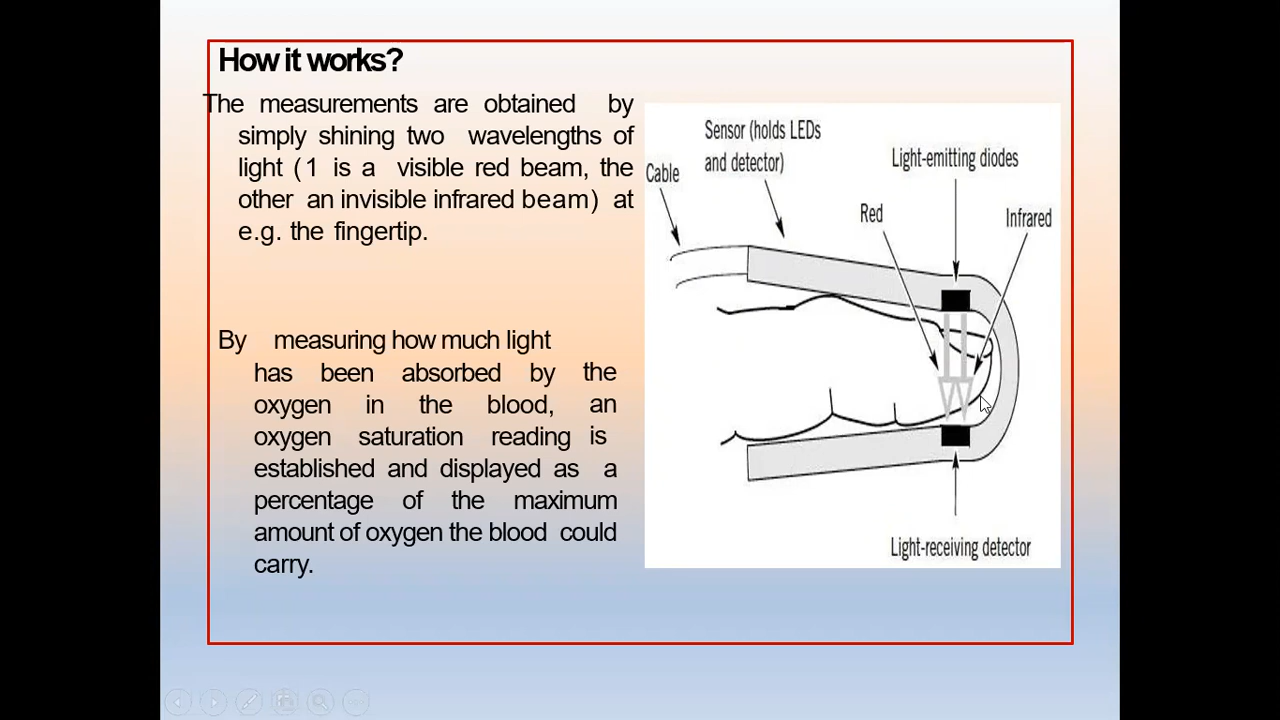 How it works?
The measurements are obtained by
simply shining two wavelengths of
light (1 is a visible red beam, the
other an invisible infrared beam) at
e.g. the fingertip.
By measuring how much light
has been absorbed by the
oxygen in the blood, an
oxygen saturation reading is
established and displayed as a
percentage of the maximum
amount of oxygen the blood could
carry.
Sensor (holds LEDs
and detector)
Cable
Light-emitting diodes
Red
Infrared
Light-receiving detector